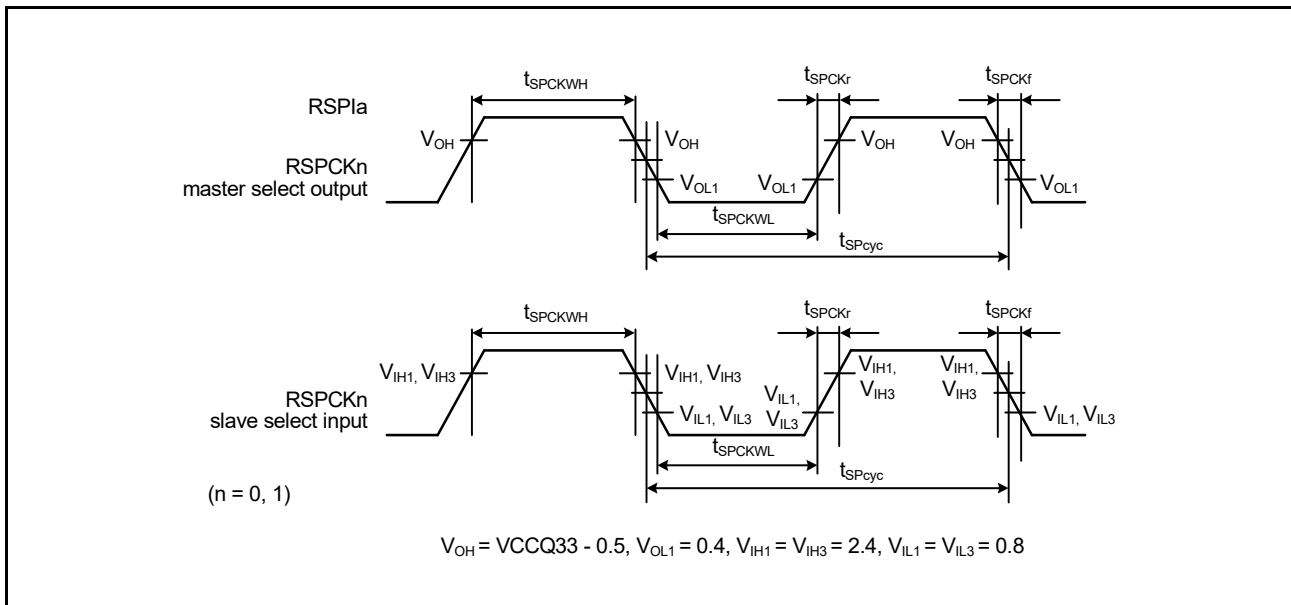 tSPCKWH
tSPCKr
tSPCKf
RSPIa
VOH
VOH
VOH
VOH
RSPCKn
master select output
VOL1
VOL1
VOL1
tSPCKWL
tSPcyc
tSPCKWH
tSPCKr
tSPCKf
VIH1, VIH3
VIH1, VIH3
VIH1,
VIH3
VIH1,
VIH3
RSPCKn
slave select input
VIL1, VIL3
VIL1,
VIL3
VIL1, VIL3
tSPCKWL
tSPcyc
(n = 0, 1)
VOH = VCCQ33 - 0.5, VOL1 = 0.4, VIH1 = VIH3 = 2.4, VIL1 = VIL3 = 0.8